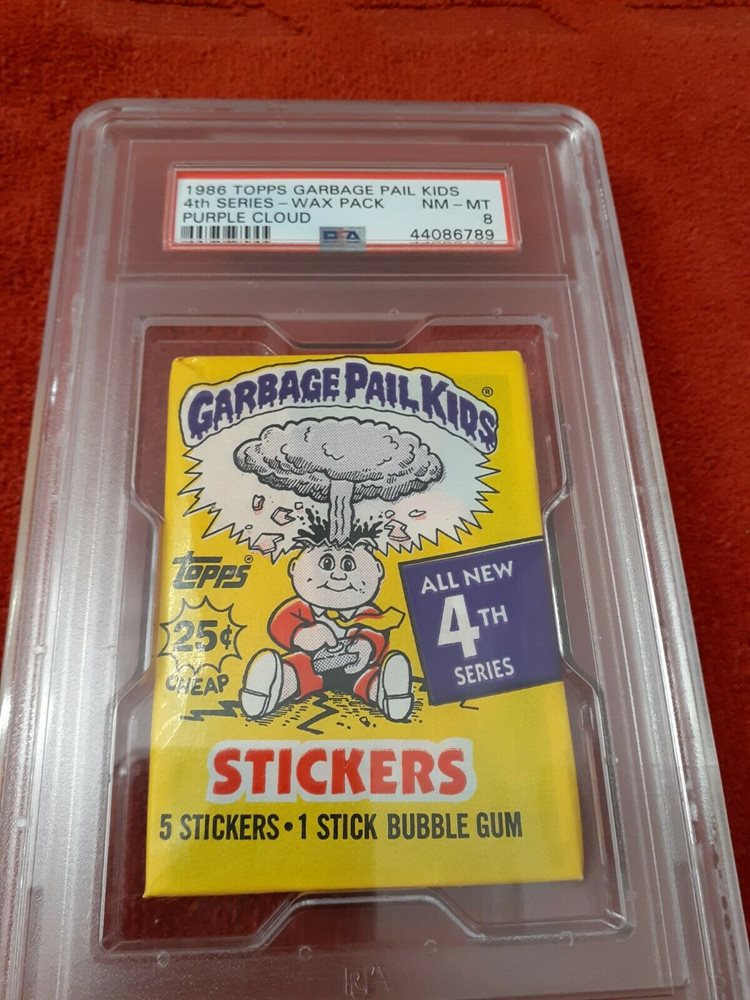 1986 TOPPS GARBAGE PAIL KIDS
4th SERIES - WAX PACK NM - MT
PURPLE CLOUD 8
PSA 44086789
GARBAGE PAIL KIDS ®
Topps®
25¢
CHEAP
ALL NEW
4TH
SERIES
STICKERS
5 STICKERS • 1 STICK BUBBLE GUM
PSA